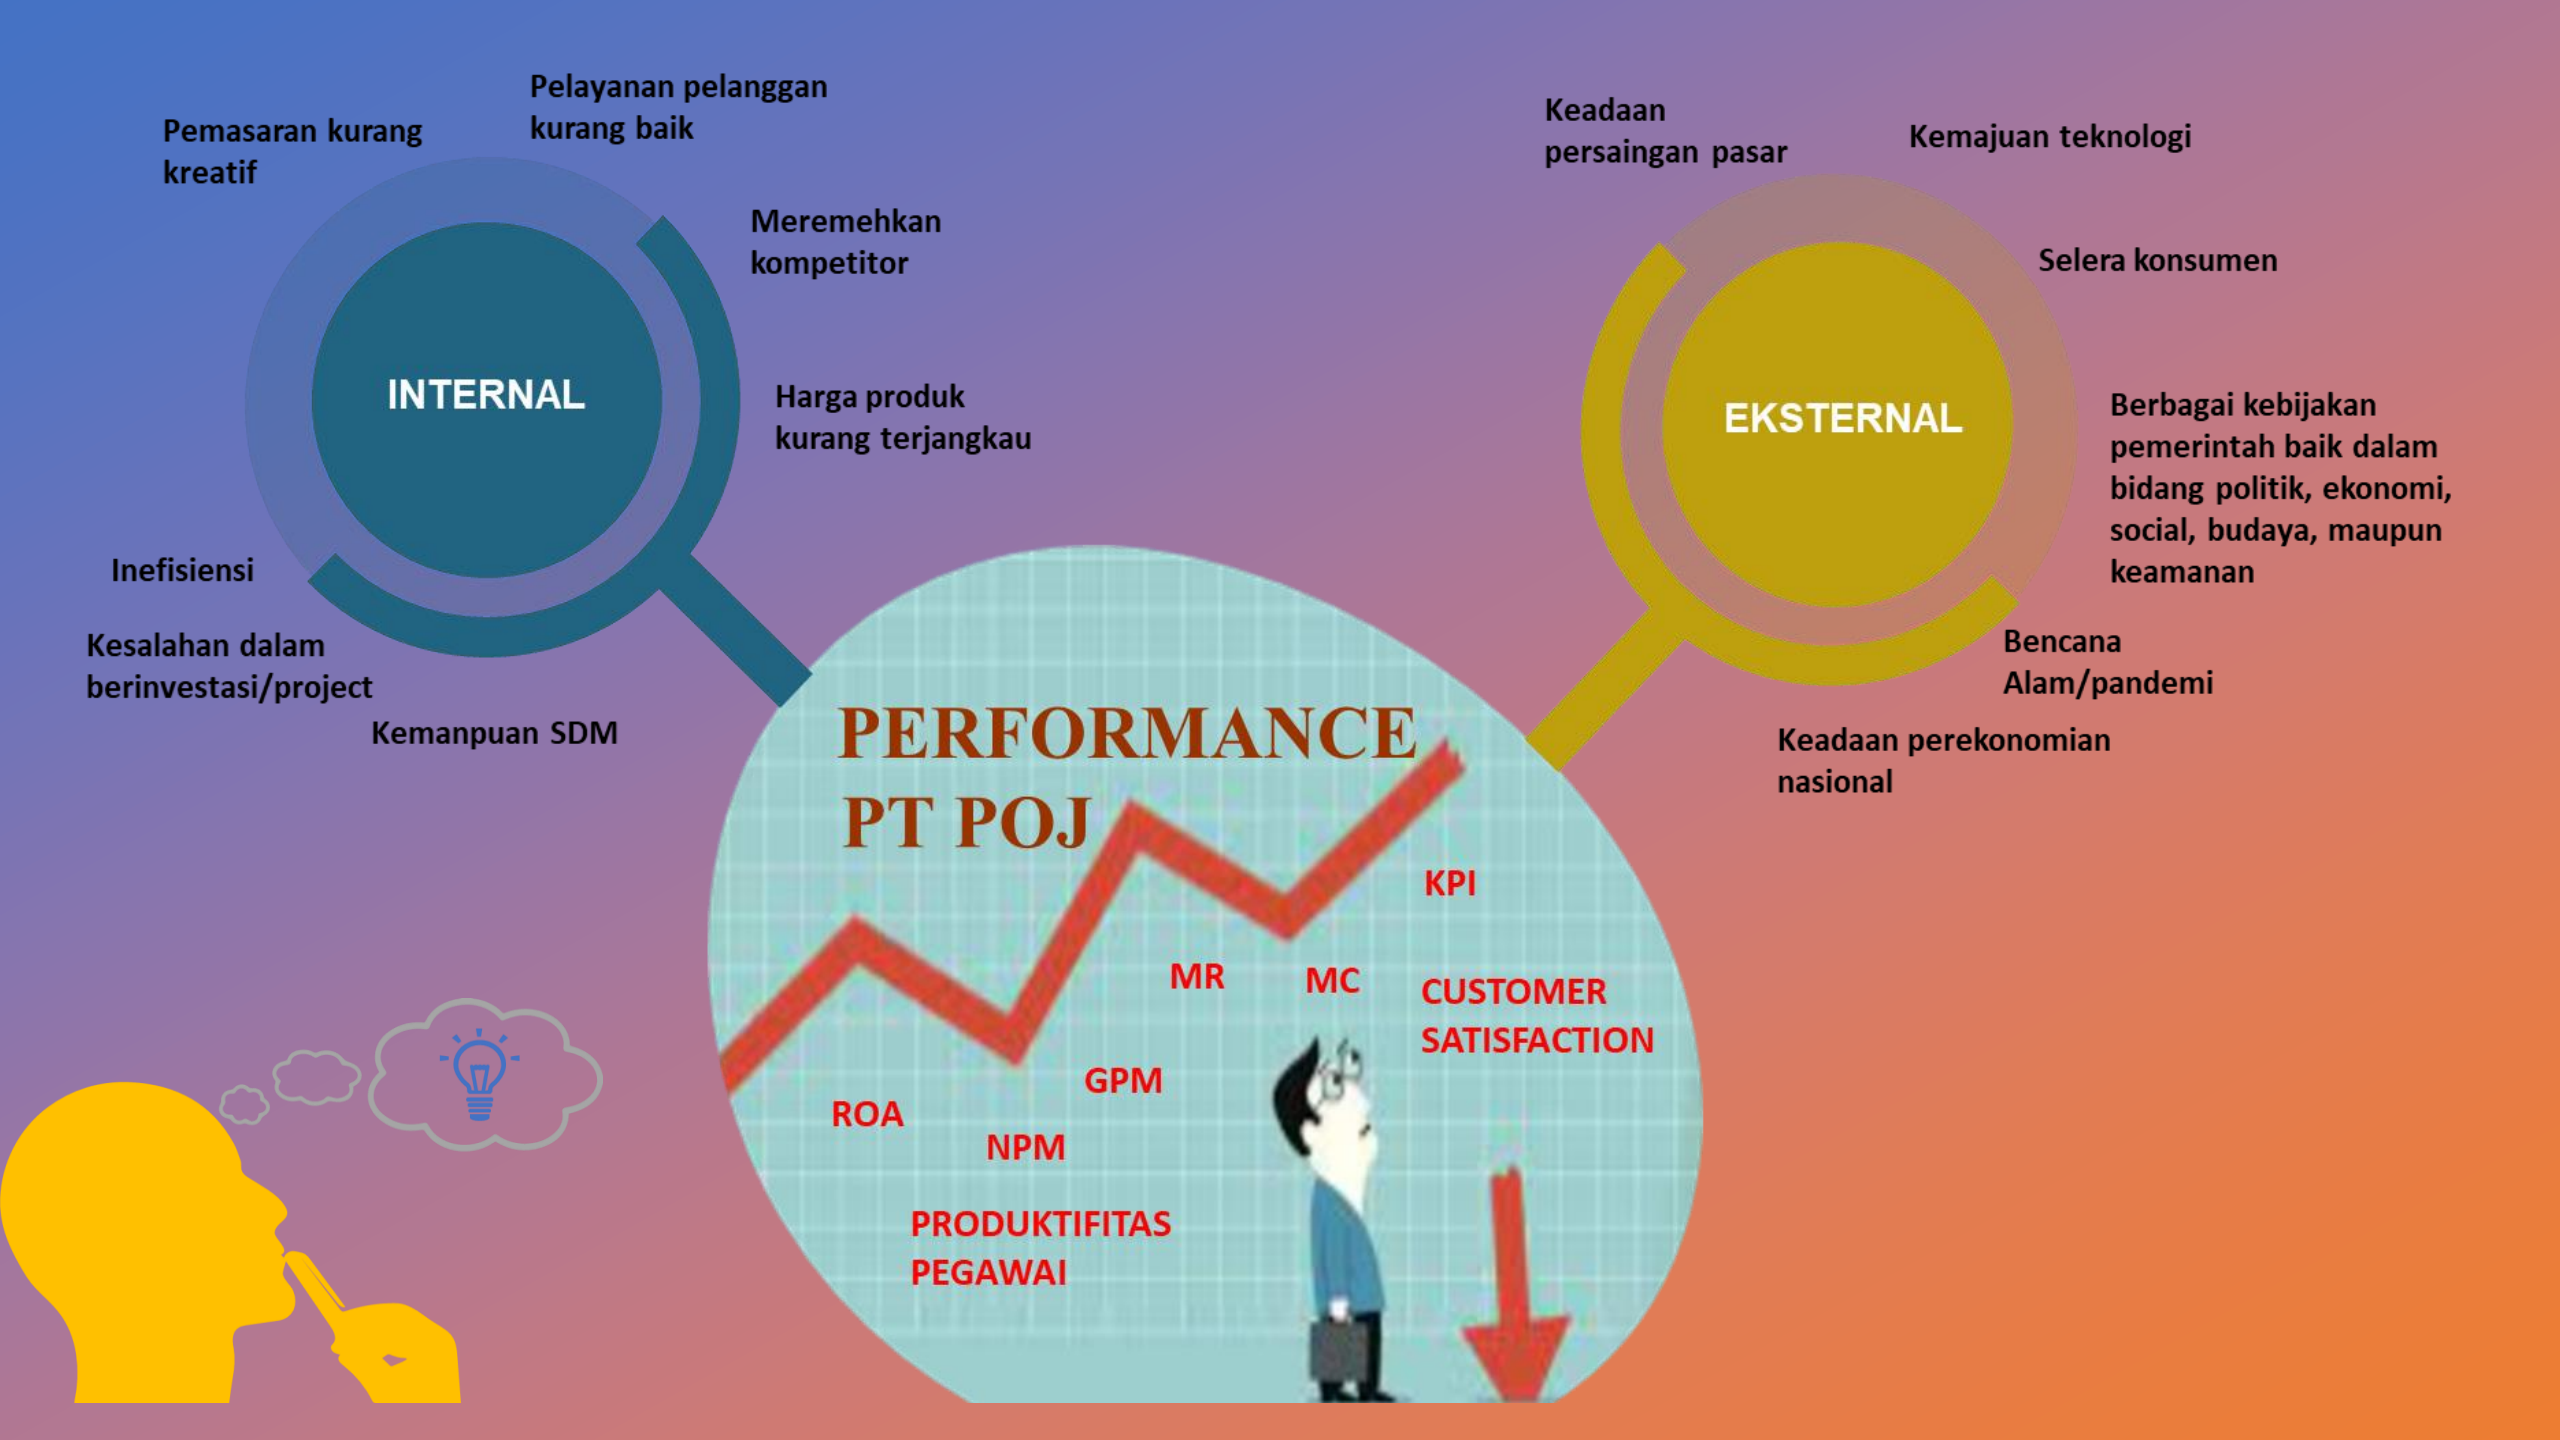 Pemasaran kurang
kreatif
Pelayanan pelanggan
kurang baik
Meremehkan
kompetitor
Harga produk
kurang terjangkau
INTERNAL
Inefisiensi
Kesalahan dalam
berinvestasi/project
Kemanpuan SDM
Keadaan
persaingan pasar
Kemajuan teknologi
Selera konsumen
EKSTERNAL
Berbagai kebijakan
pemerintah baik dalam
bidang politik, ekonomi,
social, budaya, maupun
keamanan
Bencana
Alam/pandemi
Keadaan perekonomian
nasional
PERFORMANCE
PT POJ
KPI
MR
MC
CUSTOMER
SATISFACTION
GPM
ROA
NPM
PRODUKTIFITAS
PEGAWAI